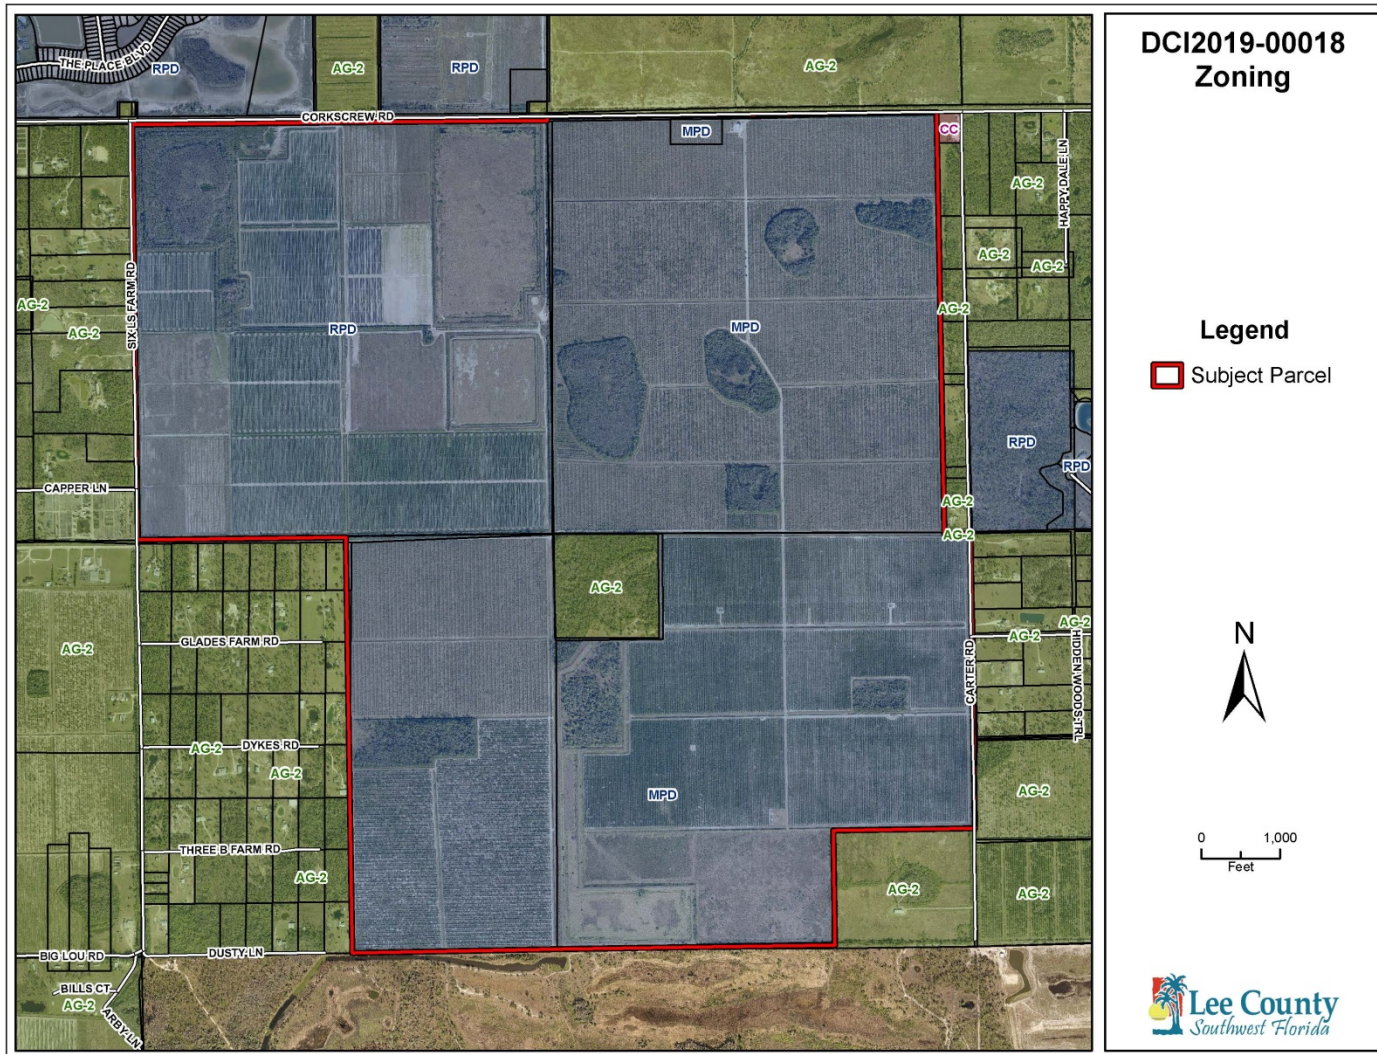 DCI2019-00018
Zoning
THE PLACE BLVD
RPD
AG-2
RPD
AG-2
CORKSCREW RD
MPD
CC
AG-2
HAPPY DALE LN
AG-2
AG-2
SIX LS FARM RD
AG-2
AG-2
RPD
MPD
AG-2
Legend
Subject Parcel
RPD
RPD
CAPPER LN
AG-2
AG-2
AG-2
GLADES FARM RD
AG-2
AG-2
AG-2
HIDDEN WOODS TRL
CARTER RD
N
DYKES RD
AG-2
AG-2
MPD
AG-2
THREE B FARM RD
AG-2
AG-2
AG-2
0 1,000
Feet
BIG LOU RD
DUSTY LN
BILLS CT
AG-2
ARBY LN
Lee County
Southwest Florida